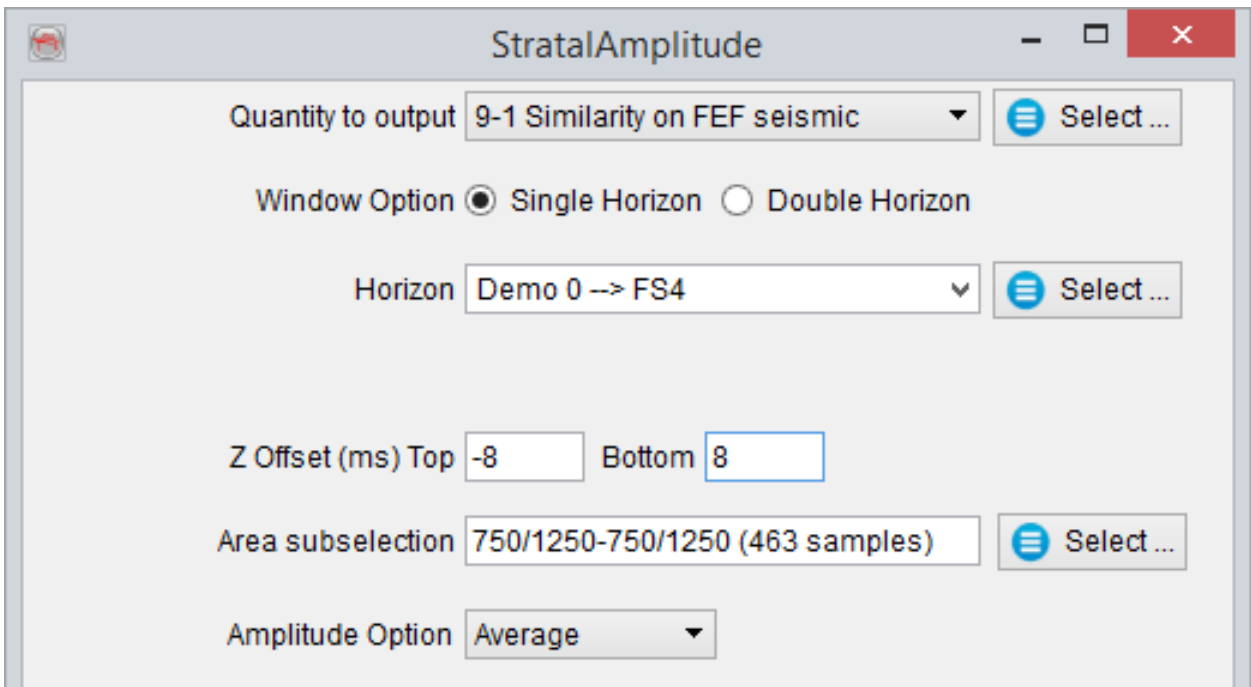 StratalAmplitude
Quantity to output 9-1 Similarity on FEF seismic Select ...
Window Option Single Horizon Double Horizon
Horizon Demo 0 --> FS4 Select ...
Z Offset (ms) Top -8 Bottom 8
Area subselection 750/1250-750/1250 (463 samples) Select ...
Amplitude Option Average